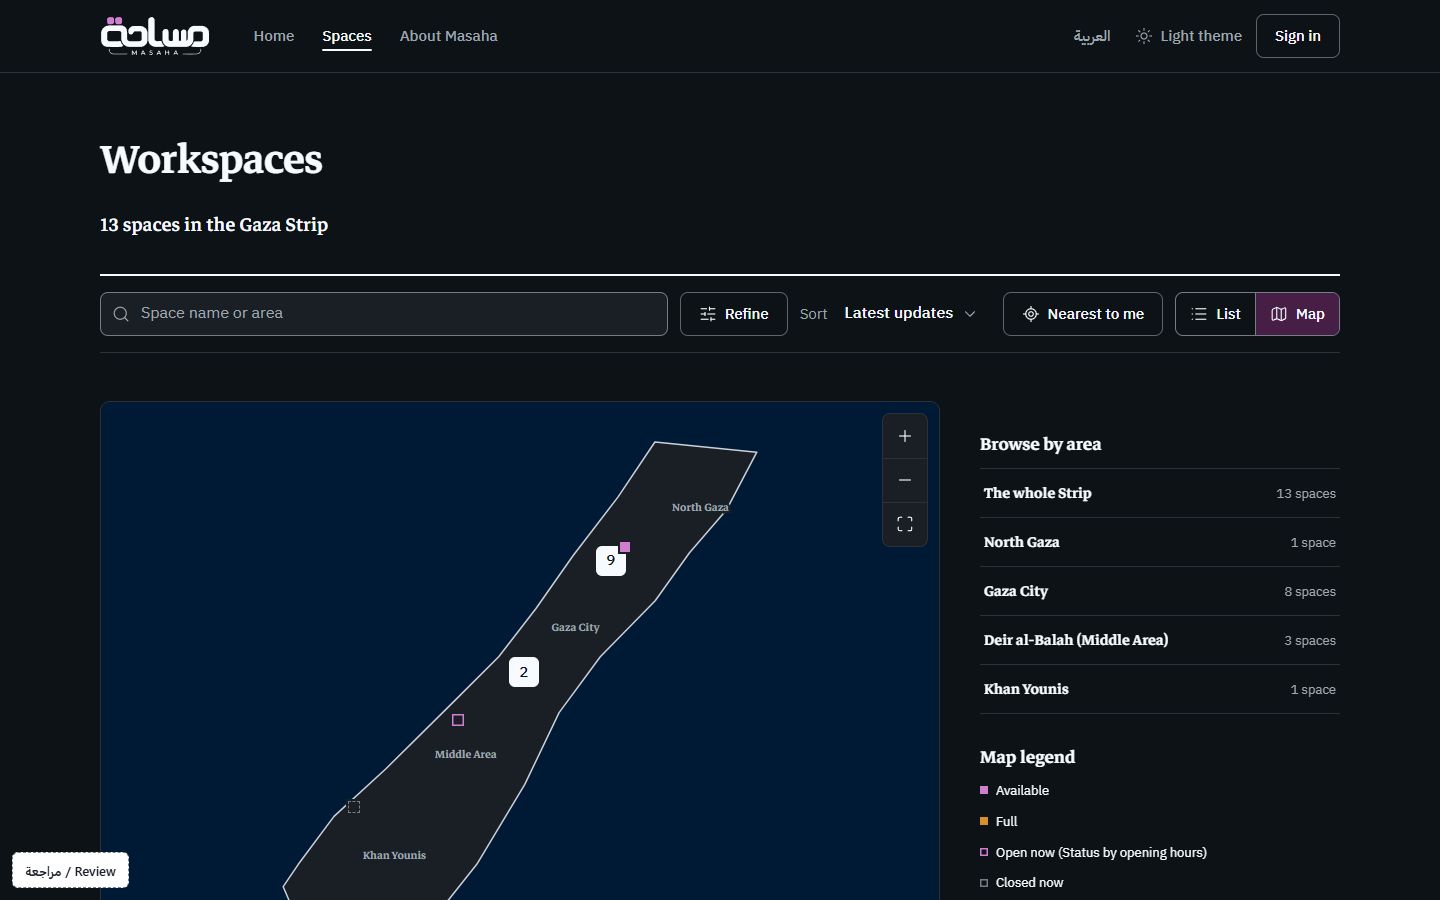 مساحة
MASAHA
Home
Spaces
About Masaha
العربية
Light theme
Sign in
Workspaces
13 spaces in the Gaza Strip
Space name or area
Refine
Sort
Latest updates
Nearest to me
List
Map
North Gaza
9
Gaza City
2
Middle Area
Khan Younis
Browse by area
The whole Strip 13 spaces
North Gaza 1 space
Gaza City 8 spaces
Deir al-Balah (Middle Area) 3 spaces
Khan Younis 1 space
Map legend
Available
Full
Open now (Status by opening hours)
Closed now
مراجعة / Review